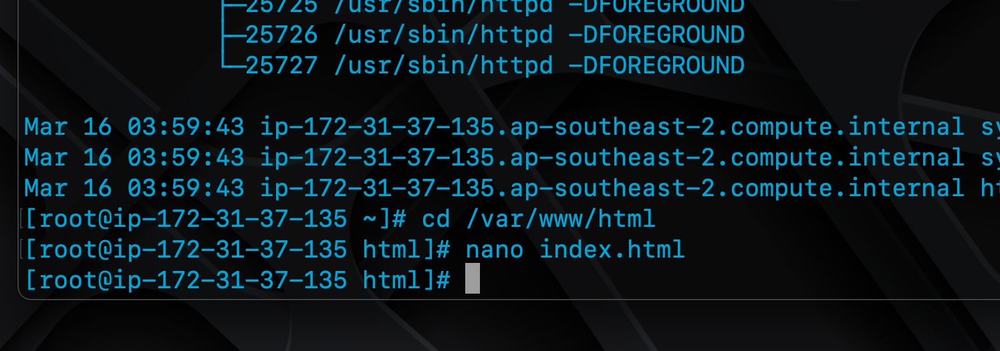 ├─25725 /usr/sbin/httpd -DFOREGROUND
├─25726 /usr/sbin/httpd -DFOREGROUND
└─25727 /usr/sbin/httpd -DFOREGROUND
Mar 16 03:59:43 ip-172-31-37-135.ap-southeast-2.compute.internal sy
Mar 16 03:59:43 ip-172-31-37-135.ap-southeast-2.compute.internal sy
Mar 16 03:59:43 ip-172-31-37-135.ap-southeast-2.compute.internal ht
[root@ip-172-31-37-135 ~]# cd /var/www/html
[root@ip-172-31-37-135 html]# nano index.html
[root@ip-172-31-37-135 html]#